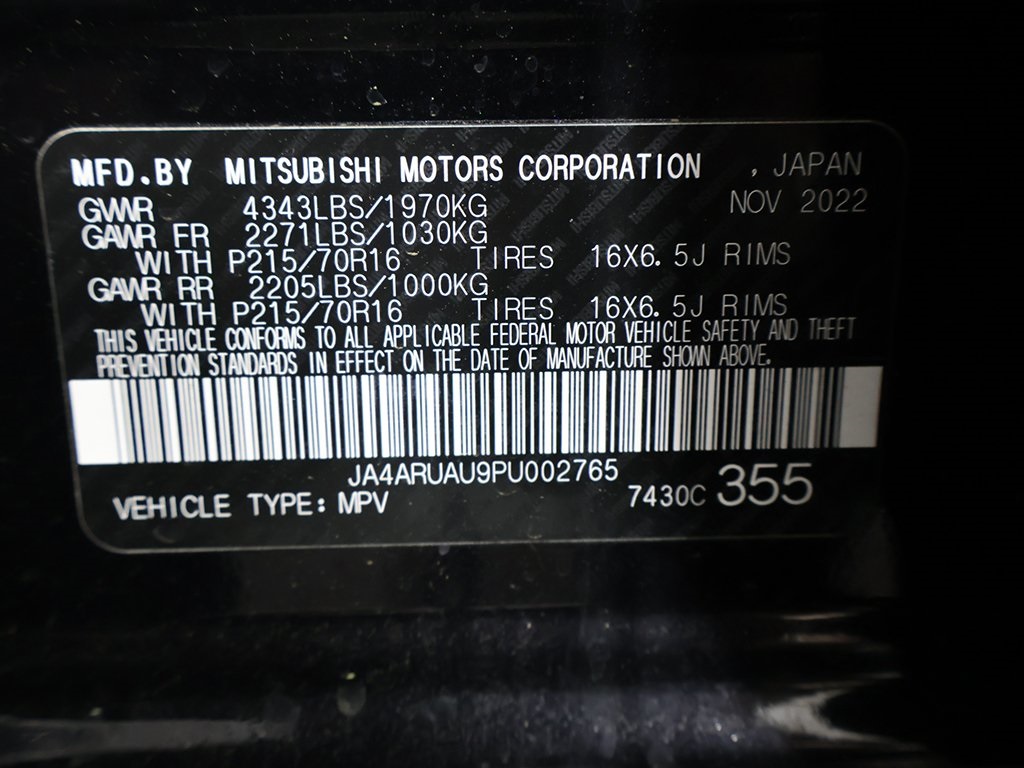 MFD.BY MITSUBISHI MOTORS CORPORATION , JAPAN
GVWR 4343LBS/1970KG NOV 2022
GAWR FR 2271LBS/1030KG
WITH P215/70R16 TIRES 16X6.5J RIMS
GAWR RR 2205LBS/1000KG
WITH P215/70R16 TIRES 16X6.5J RIMS
THIS VEHICLE CONFORMS TO ALL APPLICABLE FEDERAL MOTOR VEHICLE SAFETY AND THEFT
PREVENTION STANDARDS IN EFFECT ON THE DATE OF MANUFACTURE SHOWN ABOVE.
JA4ARUAU9PU002765
VEHICLE TYPE: MPV 7430C 355